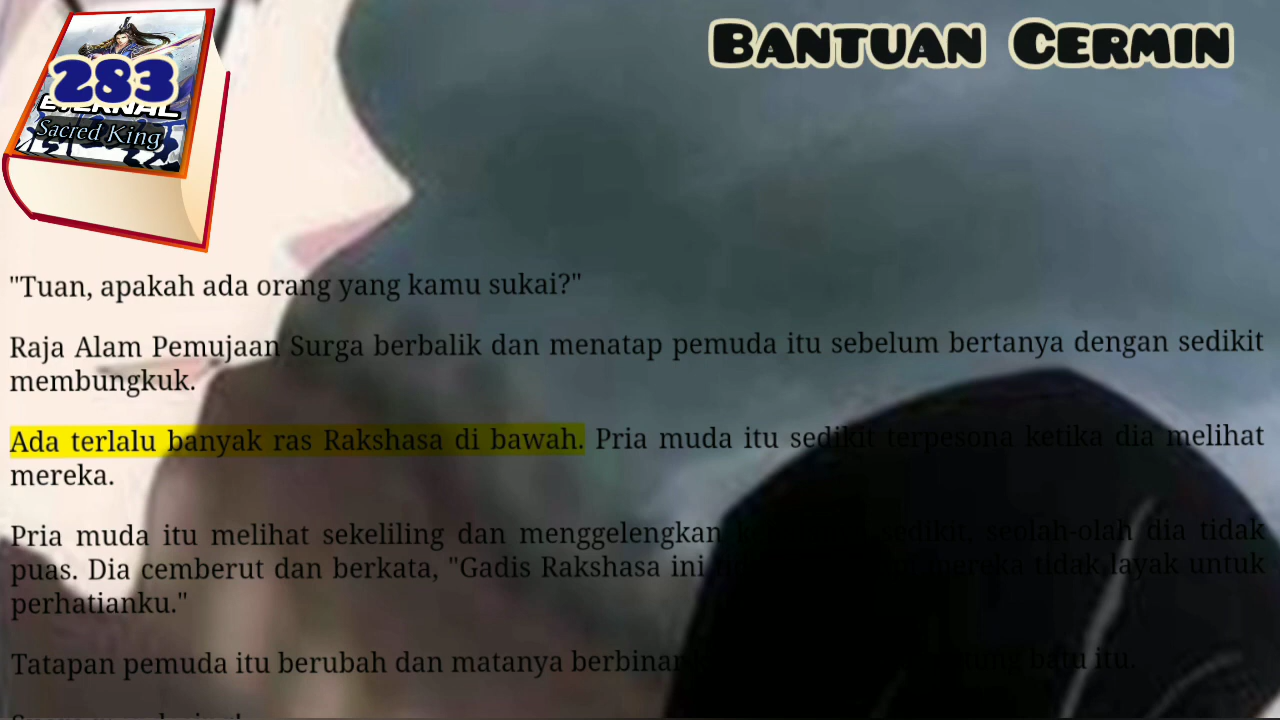 BANTUAN CERMIN
283
ETERNAL
Sacred King
"Tuan, apakah ada orang yang kamu sukai?"
Raja Alam Pemujaan Surga berbalik dan menatap pemuda itu sebelum bertanya dengan sedikit
membungkuk.
Ada terlalu banyak ras Rakshasa di bawah. Pria muda itu sedikit terpesona ketika dia melihat
mereka.
Pria muda itu melihat sekeliling dan menggelengkan sedikit, seolah-olah dia tidak
puas. Dia cemberut dan berkata, "Gadis Rakshasa ini mereka tidak layak untuk
perhatianku."
Tatapan pemuda itu berubah dan matanya berbinar batu itu.